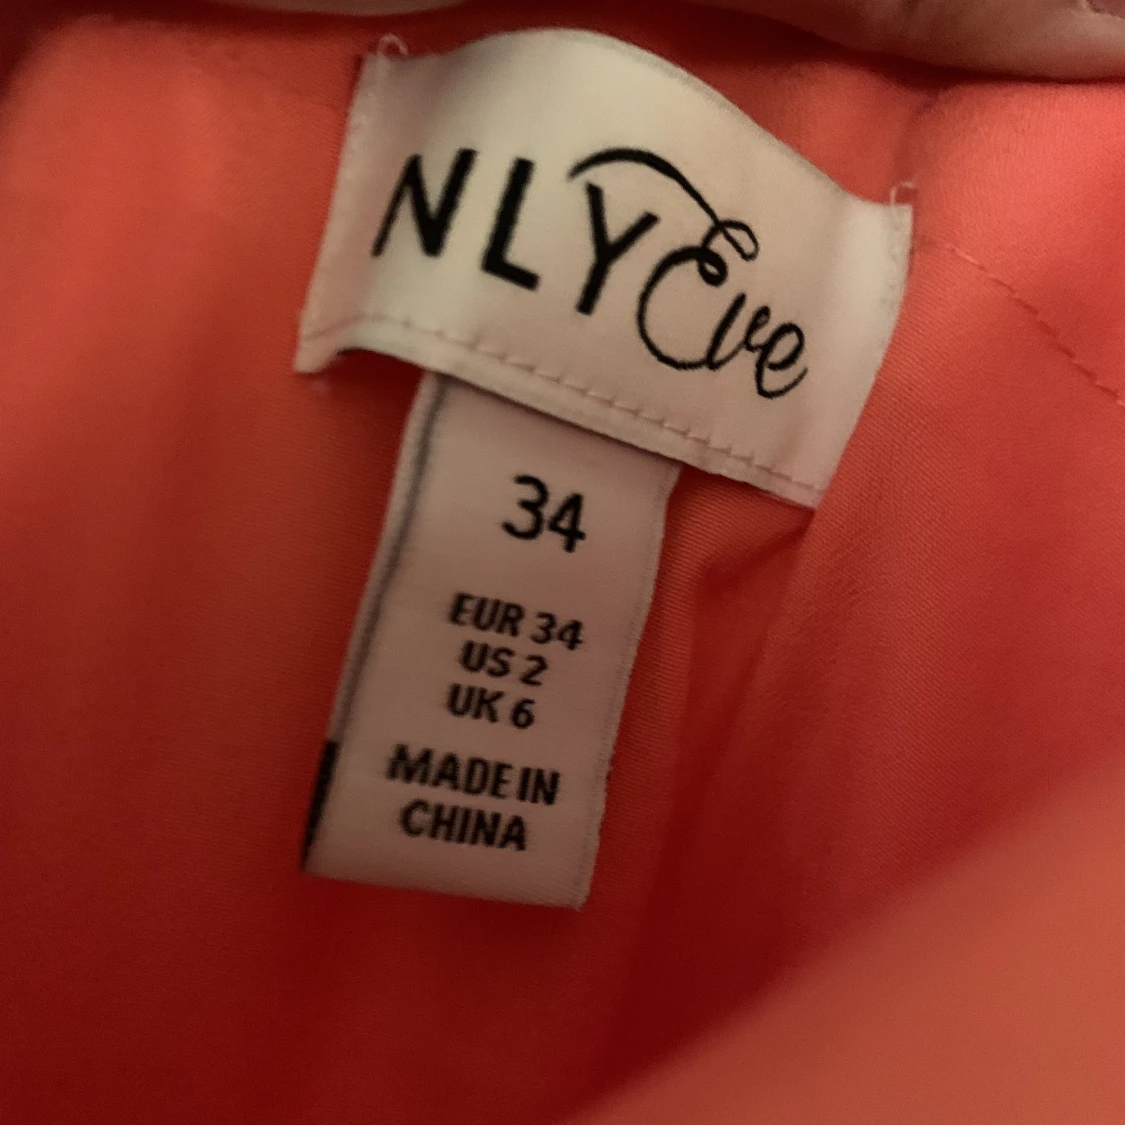 NLY Eve
34
EUR 34
US 2
UK 6
MADE IN
CHINA